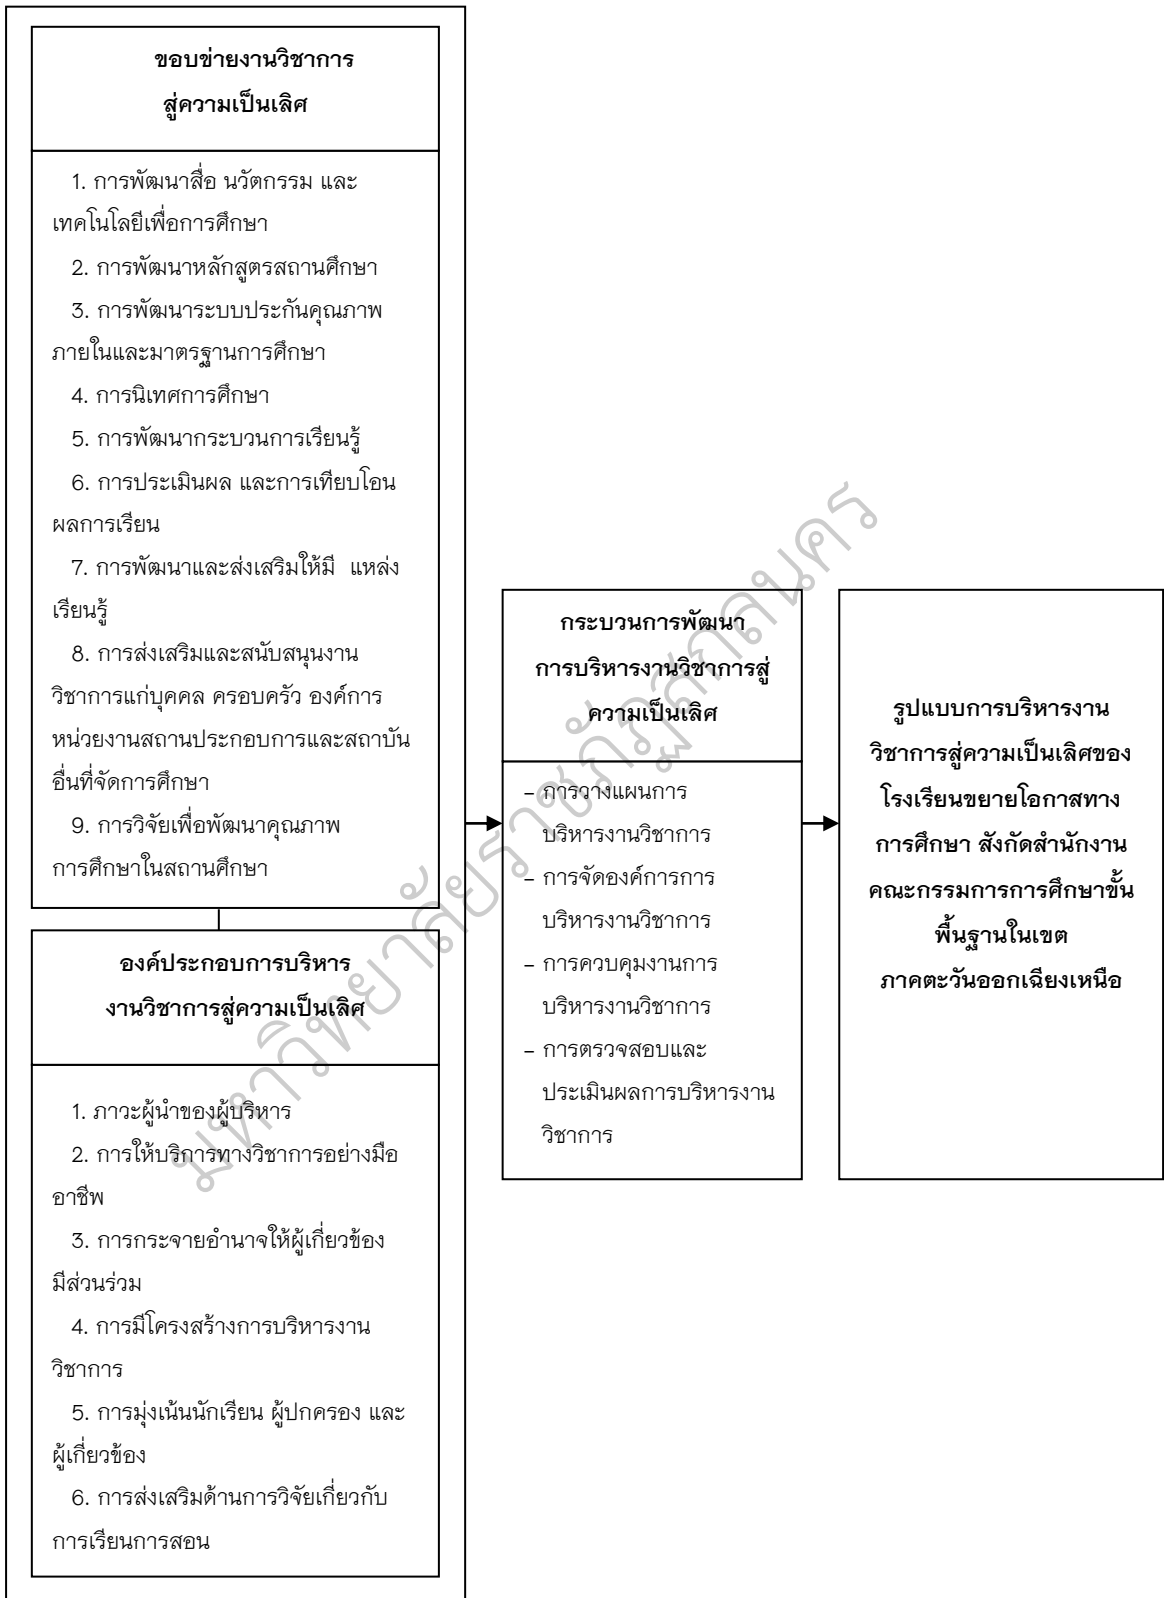 ขอบข่ายงานวิชาการ
สู่ความเป็นเลิศ
1. การพัฒนาสื่อ นวัตกรรม และ
เทคโนโลยีเพื่อการศึกษา
2. การพัฒนาหลักสูตรสถานศึกษา
3. การพัฒนาระบบประกันคุณภาพ
ภายในและมาตรฐานการศึกษา
4. การนิเทศการศึกษา
5. การพัฒนากระบวนการเรียนรู้
6. การประเมินผล และการเทียบโอน
ผลการเรียน
7. การพัฒนาและส่งเสริมให้มี แหล่ง
เรียนรู้
8. การส่งเสริมและสนับสนุนงาน
วิชาการแก่บุคคล ครอบครัว องค์การ
หน่วยงานสถานประกอบการและสถาบัน
อื่นที่จัดการศึกษา
9. การวิจัยเพื่อพัฒนาคุณภาพ
การศึกษาในสถานศึกษา
องค์ประกอบการบริหาร
งานวิชาการสู่ความเป็นเลิศ
1. ภาวะผู้นำของผู้บริหาร
2. การให้บริการทางวิชาการอย่างมือ
อาชีพ
3. การกระจายอำนาจให้ผู้เกี่ยวข้อง
มีส่วนร่วม
4. การมีโครงสร้างการบริหารงาน
วิชาการ
5. การมุ่งเน้นนักเรียน ผู้ปกครอง และ
ผู้เกี่ยวข้อง
6. การส่งเสริมด้านการวิจัยเกี่ยวกับ
การเรียนการสอน
กระบวนการพัฒนา
การบริหารงานวิชาการสู่
ความเป็นเลิศ
– การวางแผนการ
บริหารงานวิชาการ
– การจัดองค์การการ
บริหารงานวิชาการ
– การควบคุมงานการ
บริหารงานวิชาการ
– การตรวจสอบและ
ประเมินผลการบริหารงาน
วิชาการ
รูปแบบการบริหารงาน
วิชาการสู่ความเป็นเลิศของ
โรงเรียนขยายโอกาสทาง
การศึกษา สังกัดสำนักงาน
คณะกรรมการการศึกษาขั้น
พื้นฐานในเขต
ภาคตะวันออกเฉียงเหนือ
มหาวิทยาลัยราชภัฏสกลนคร